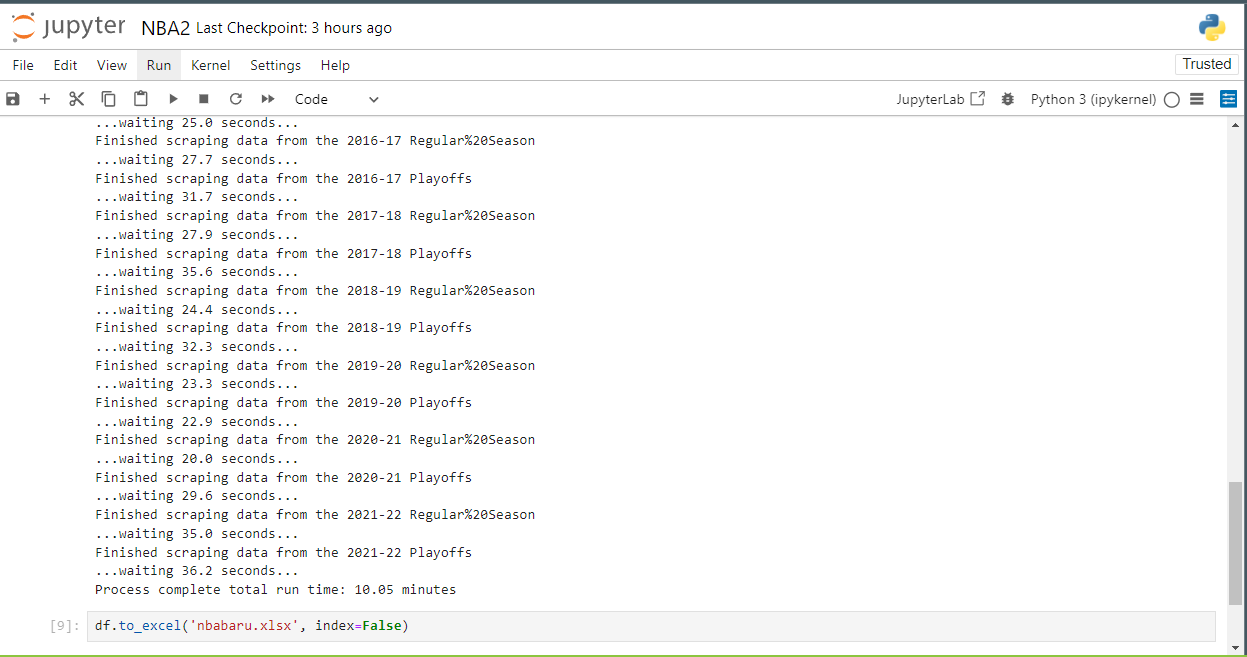 jupyter NBA2 Last Checkpoint: 3 hours ago
File Edit View Run Kernel Settings Help Trusted
Code JupyterLab Python 3 (ipykernel)
...waiting 25.0 seconds...
Finished scraping data from the 2016-17 Regular%20Season
...waiting 27.7 seconds...
Finished scraping data from the 2016-17 Playoffs
...waiting 31.7 seconds...
Finished scraping data from the 2017-18 Regular%20Season
...waiting 27.9 seconds...
Finished scraping data from the 2017-18 Playoffs
...waiting 35.6 seconds...
Finished scraping data from the 2018-19 Regular%20Season
...waiting 24.4 seconds...
Finished scraping data from the 2018-19 Playoffs
...waiting 32.3 seconds...
Finished scraping data from the 2019-20 Regular%20Season
...waiting 23.3 seconds...
Finished scraping data from the 2019-20 Playoffs
...waiting 22.9 seconds...
Finished scraping data from the 2020-21 Regular%20Season
...waiting 20.0 seconds...
Finished scraping data from the 2020-21 Playoffs
...waiting 29.6 seconds...
Finished scraping data from the 2021-22 Regular%20Season
...waiting 35.0 seconds...
Finished scraping data from the 2021-22 Playoffs
...waiting 36.2 seconds...
Process complete total run time: 10.05 minutes
[9]: df.to_excel('nbabaru.xlsx', index=False)